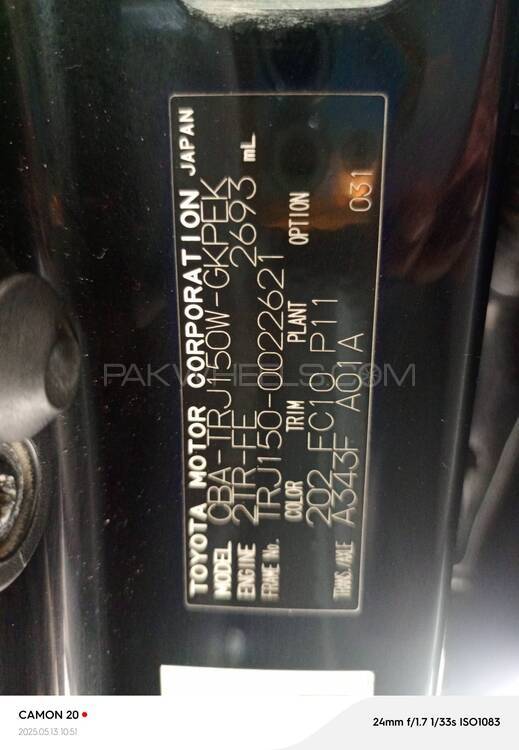 TOYOTA MOTOR CORPORATION JAPAN
MODEL CBA-TRJ150W-GKPEK
ENGINE 2TR-FE 2693 mL
FRAME No. TRJ150-0022621
COLOR TRIM PLANT OPTION
202 FC10 P11 031
TRANS./AXLE A343F A01A
PAKWHEELS.COM
CAMON 20
2025.05.13 10:51
24mm f/1.7 1/33s ISO1083